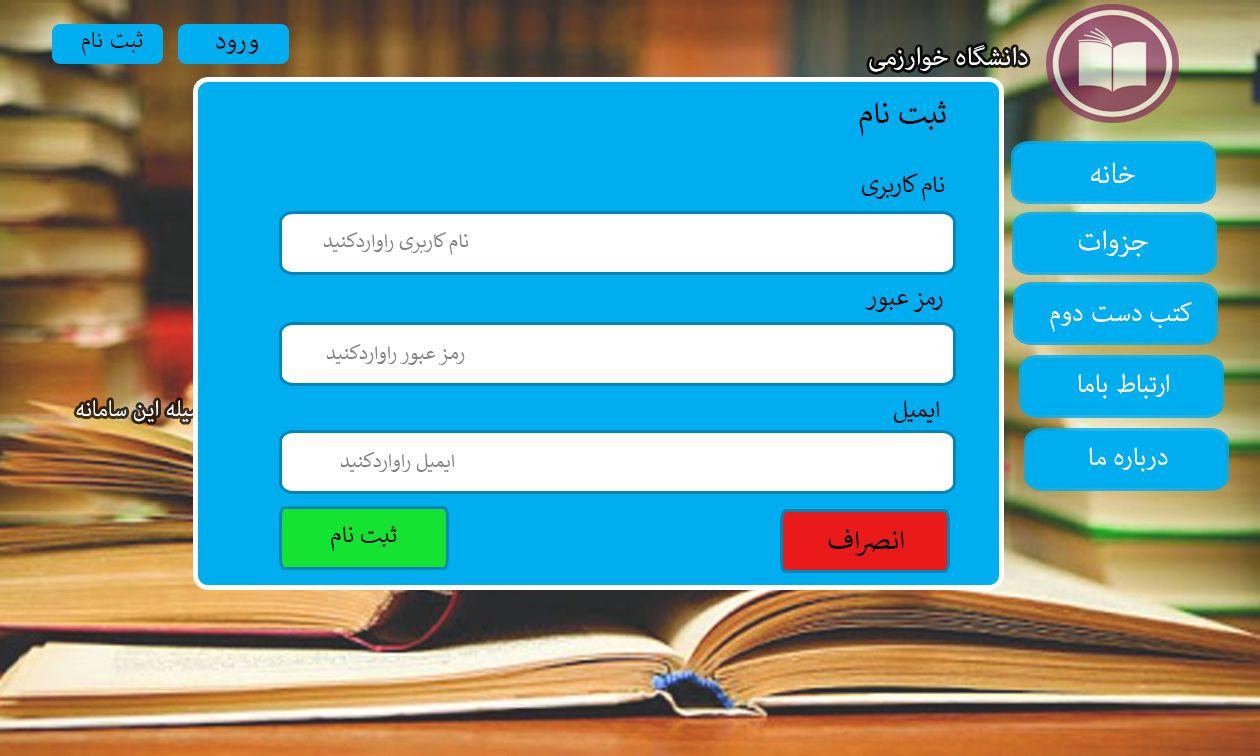 دانشگاه خوارزمی
ورود
ثبت نام
ثبت نام
نام کاربری
نام کاربری راواردکنید
رمز عبور
رمز عبور راواردکنید
ایمیل
ایمیل راواردکنید
انصراف
ثبت نام
خانه
جزوات
کتب دست دوم
ارتباط باما
درباره ما
این سامانه